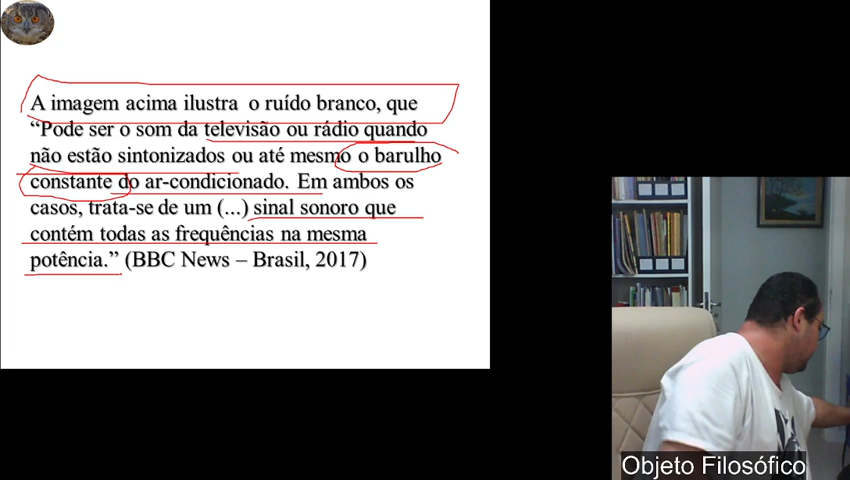 A imagem acima ilustra o ruído branco, que
“Pode ser o som da televisão ou rádio quando
não estão sintonizados ou até mesmo o barulho
constante do ar-condicionado. Em ambos os
casos, trata-se de um (...) sinal sonoro que
contém todas as frequências na mesma
potência.” (BBC News – Brasil, 2017)
Objeto Filosófico